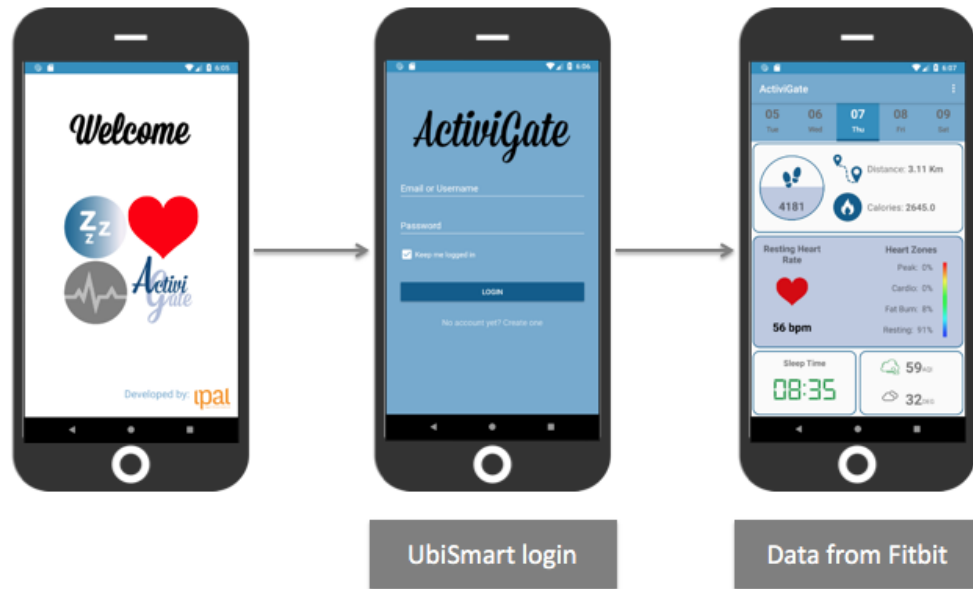 6:05
Welcome
Zzz
Activi
Gate
Developed by: ipal
6:06
ActiviGate
Email or Username
Password
Keep me logged in
LOGIN
No account yet? Create one
UbiSmart login
6:07
ActiviGate
05 06 07 08 09
Tue Wed Thu Fri Sat
4181
Distance: 3.11 Km
Calories: 2645.0
Resting Heart
Rate
56 bpm
Heart Zones
Peak: 0%
Cardio: 0%
Fat Burn: 8%
Resting: 91%
Sleep Time
08:35
59 AQI
32 DEG
Data from Fitbit